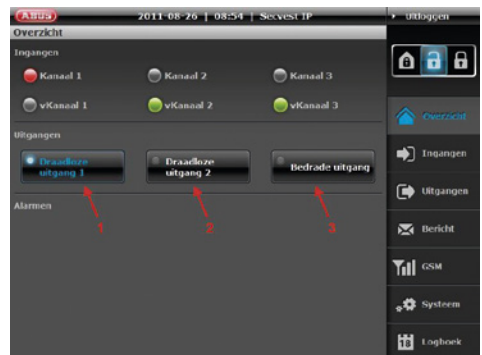 ABUS
2011-08-26 | 08:54 | Secvest IP
Uitloggen
Overzicht
Ingangen
Kanaal 1
Kanaal 2
Kanaal 3
vKanaal 1
vKanaal 2
vKanaal 3
Uitgangen
Draadloze
uitgang 1
Draadloze
uitgang 2
Bedrade uitgang
Alarmen
1
2
3
Overzicht
Ingangen
Uitgangen
Bericht
GSM
Systeem
18
Logboek